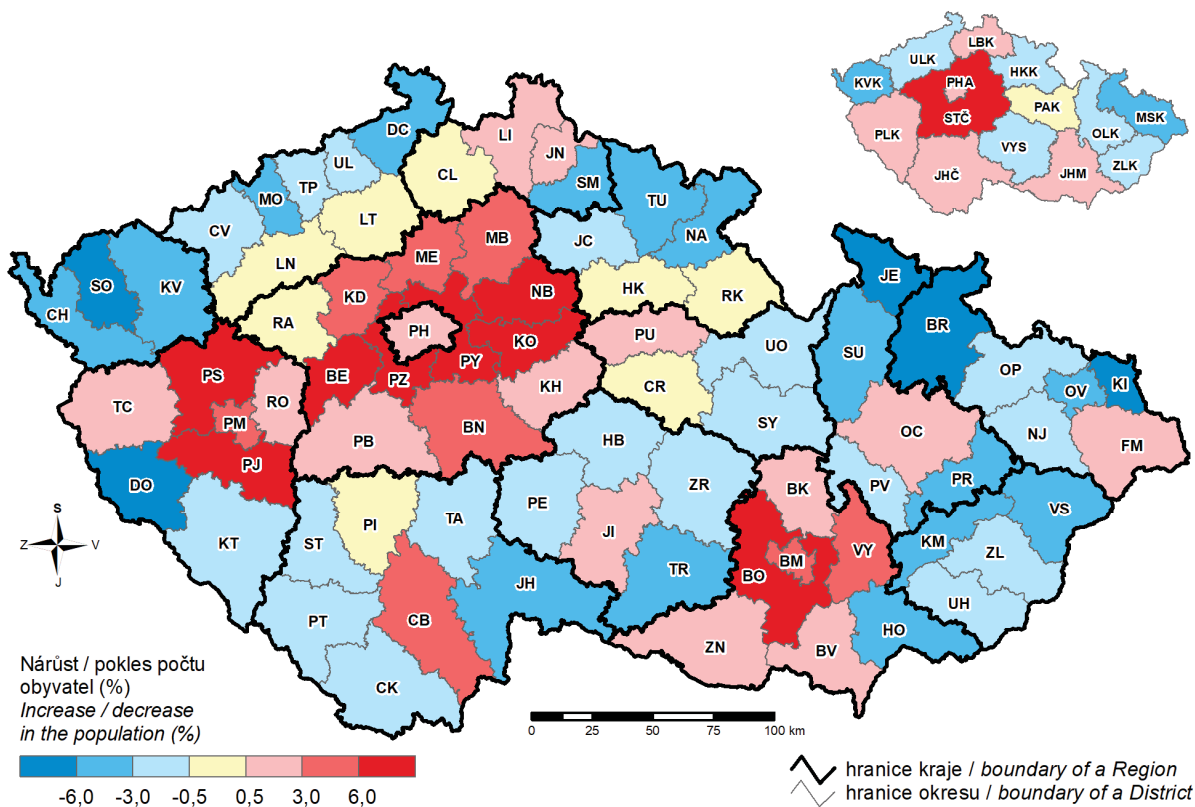 LBK
ULK
HKK
KVK
PHA
PAK
MSK
STČ
OLK
PLK
VYS
ZLK
JHM
JHČ
DC
LI
UL
JN
CL
TP
SM
MO
TU
LT
CV
NA
MB
JC
ME
LN
JE
SO
KV
NB
HK
KD
RK
CH
RA
BR
PH
PU
KO
UO
SU
PY
OP
PS
BE
PZ
KI
KH
CR
OV
TC
RO
PM
BN
SY
OC
NJ
PB
HB
FM
PJ
DO
ZR
BK
PV
PR
PE
VS
TA
PI
ST
KT
JI
KM
VY
ZL
BM
TR
BO
JH
UH
CB
PT
HO
ZN
BV
CK
S
Z V
J
Nárůst / pokles počtu
obyvatel (%)
Increase / decrease
in the population (%)
-6,0 -3,0 -0,5 0,5 3,0 6,0
0 25 50 75 100 km
hranice kraje / boundary of a Region
hranice okresu / boundary of a District